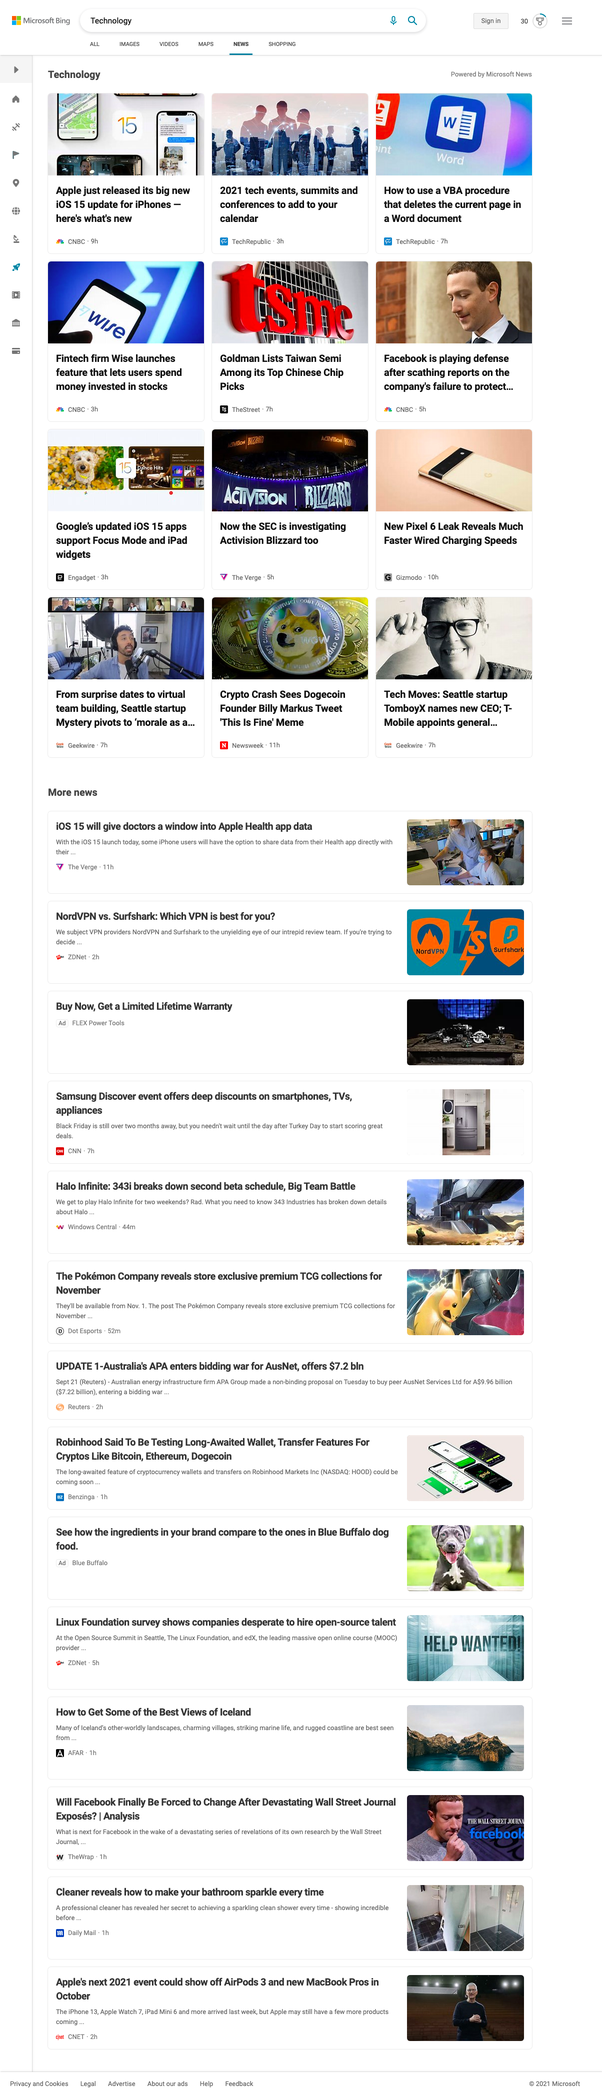 Microsoft Bing
Technology
Sign in
30
ALL
IMAGES
VIDEOS
MAPS
NEWS
SHOPPING
Technology
Powered by Microsoft News
15
int
W
Word
Apple just released its big new
iOS 15 update for iPhones —
here's what's new
CNBC · 9h
2021 tech events, summits and
conferences to add to your
calendar
TechRepublic · 3h
How to use a VBA procedure
that deletes the current page in
a Word document
TechRepublic · 7h
7WISE
tsmc
Fintech firm Wise launches
feature that lets users spend
money invested in stocks
CNBC · 3h
Goldman Lists Taiwan Semi
Among its Top Chinese Chip
Picks
TheStreet · 7h
Facebook is playing defense
after scathing reports on the
company's failure to protect...
CNBC · 5h
15
ACTIVISION
BLIZZARD
Google's updated iOS 15 apps
support Focus Mode and iPad
widgets
Engadget · 3h
Now the SEC is investigating
Activision Blizzard too
The Verge · 5h
New Pixel 6 Leak Reveals Much
Faster Wired Charging Speeds
Gizmodo · 10h
WOW
From surprise dates to virtual
team building, Seattle startup
Mystery pivots to 'morale as a...
Geekwire · 7h
Crypto Crash Sees Dogecoin
Founder Billy Markus Tweet
'This Is Fine' Meme
Newsweek · 11h
Tech Moves: Seattle startup
TomboyX names new CEO; T-
Mobile appoints general...
Geekwire · 7h
More news
iOS 15 will give doctors a window into Apple Health app data
With the iOS 15 launch today, some iPhone users will have the option to share data from their Health app directly with
their ...
The Verge · 11h
NordVPN vs. Surfshark: Which VPN is best for you?
We subject VPN providers NordVPN and Surfshark to the unyielding eye of our intrepid review team. If you're trying to
decide ...
ZDNet · 2h
NordVPN
VS
Surfshark
Buy Now, Get a Limited Lifetime Warranty
Ad FLEX Power Tools
Samsung Discover event offers deep discounts on smartphones, TVs,
appliances
Black Friday is still over two months away, but you needn't wait until the day after Turkey Day to start scoring great
deals.
CNN · 7h
Halo Infinite: 343i breaks down second beta schedule, Big Team Battle
We get to play Halo Infinite for two weekends? Rad. What you need to know 343 Industries has broken down details
about Halo ...
Windows Central · 44m
The Pokémon Company reveals store exclusive premium TCG collections for
November
They'll be available from Nov. 1. The post The Pokémon Company reveals store exclusive premium TCG collections for
November ...
Dot Esports · 52m
UPDATE 1-Australia's APA enters bidding war for AusNet, offers $7.2 bln
Sept 21 (Reuters) - Australian energy infrastructure firm APA Group made a non-binding proposal on Tuesday to buy peer AusNet Services Ltd for A$9.96 billion
($7.22 billion), entering a bidding war ...
Reuters · 2h
Robinhood Said To Be Testing Long-Awaited Wallet, Transfer Features For
Cryptos Like Bitcoin, Ethereum, Dogecoin
The long-awaited feature of cryptocurrency wallets and transfers on Robinhood Markets Inc (NASDAQ: HOOD) could be
coming soon ...
Benzinga · 1h
See how the ingredients in your brand compare to the ones in Blue Buffalo dog
food.
Ad Blue Buffalo
Linux Foundation survey shows companies desperate to hire open-source talent
At the Open Source Summit in Seattle, The Linux Foundation, and edX, the leading massive open online course (MOOC)
provider ...
ZDNet · 5h
HELP WANTED!
How to Get Some of the Best Views of Iceland
Many of Iceland's other-worldly landscapes, charming villages, striking marine life, and rugged coastline are best seen
from ...
AFAR · 1h
Will Facebook Finally Be Forced to Change After Devastating Wall Street Journal
Exposés? | Analysis
What is next for Facebook in the wake of a devastating series of revelations of its own research by the Wall Street
Journal, ...
TheWrap · 1h
THE WALL STREET JOURNA
facebook
Cleaner reveals how to make your bathroom sparkle every time
A professional cleaner has revealed her secret to achieving a sparkling clean shower every time - showing incredible
before ...
Daily Mail · 1h
Apple's next 2021 event could show off AirPods 3 and new MacBook Pros in
October
The iPhone 13, Apple Watch 7, iPad Mini 6 and more arrived last week, but Apple may still have a few more products
coming ...
CNET · 2h
Privacy and Cookies
Legal
Advertise
About our ads
Help
Feedback
© 2021 Microsoft